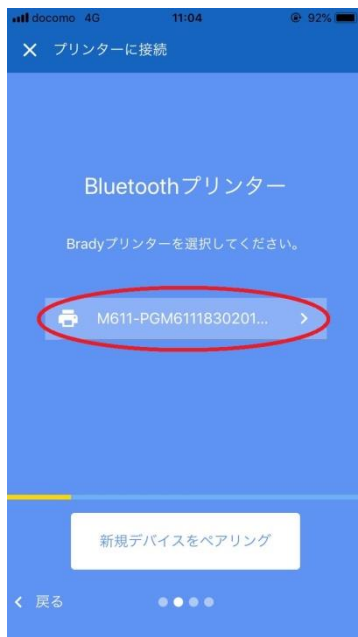 docomo 4G 11:04 92%
プリンターに接続
Bluetoothプリンター
Bradyプリンターを選択してください。
M611-PGM6111830201...
新規デバイスをペアリング
戻る